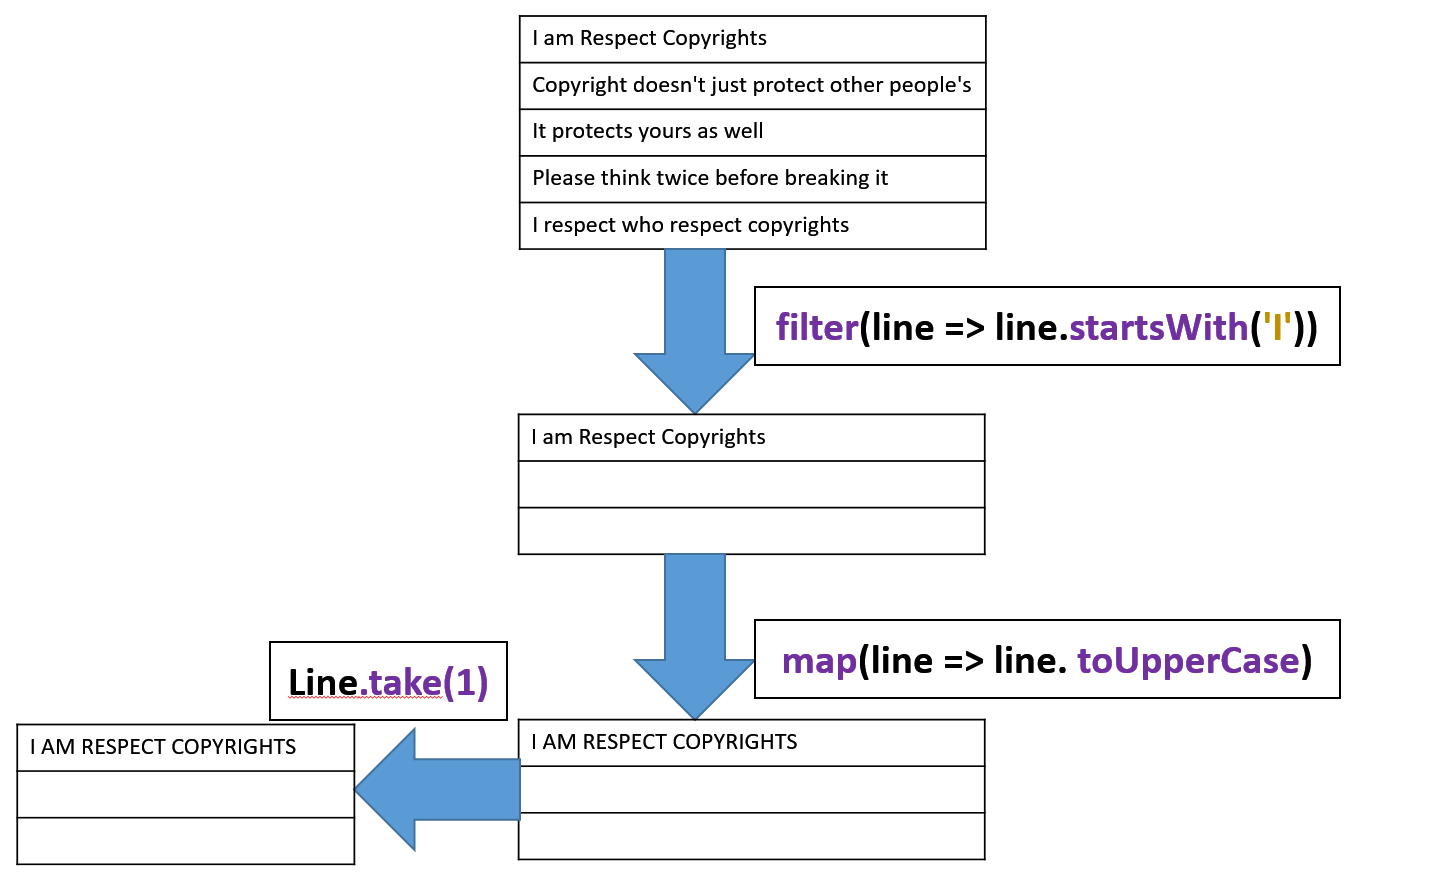 I am Respect Copyrights
Copyright doesn't just protect other people's
It protects yours as well
Please think twice before breaking it
I respect who respect copyrights
filter(line => line.startsWith('I'))
I am Respect Copyrights
map(line => line. toUpperCase)
Line.take(1)
I AM RESPECT COPYRIGHTS
I AM RESPECT COPYRIGHTS